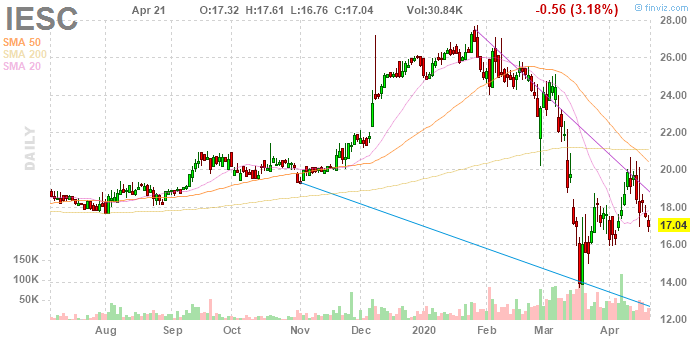 © finviz.com
IESC
Apr 21 O:17.32 H:17.61 L:16.76 C:17.04 Vol:30.84K -0.56 (3.18%)
SMA 50
SMA 200
SMA 20
DAILY
28.00
26.00
24.00
22.00
20.00
18.00
17.04
16.00
14.00
12.00
150K
100K
50K
Aug Sep Oct Nov Dec 2020 Feb Mar Apr